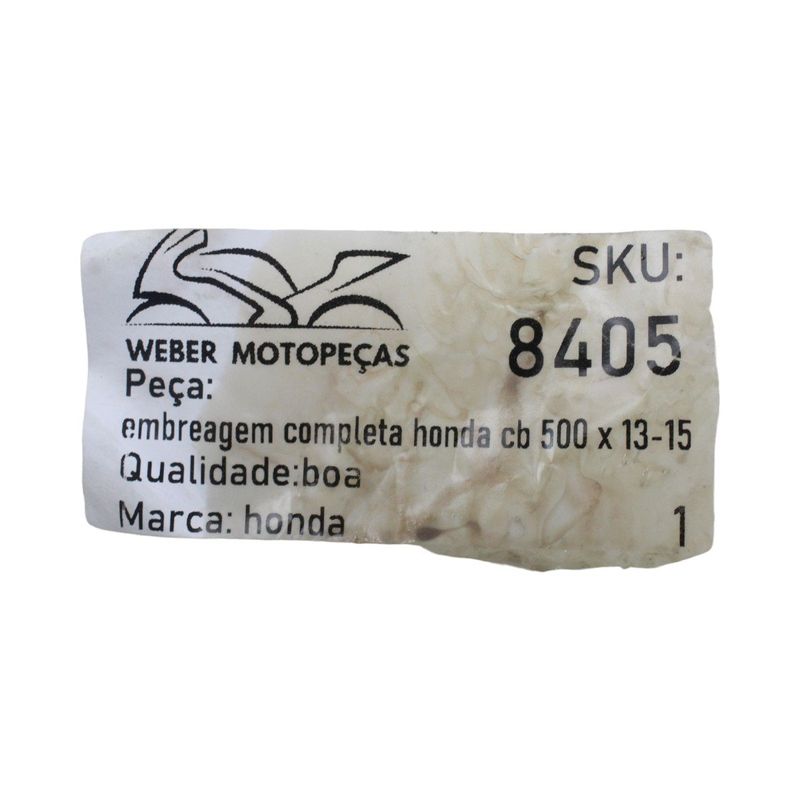 WEBER MOTOPEÇAS
SKU:
8405
Peça:
embreagem completa honda cb 500 x 13-15
Qualidade:boa
Marca: honda
1